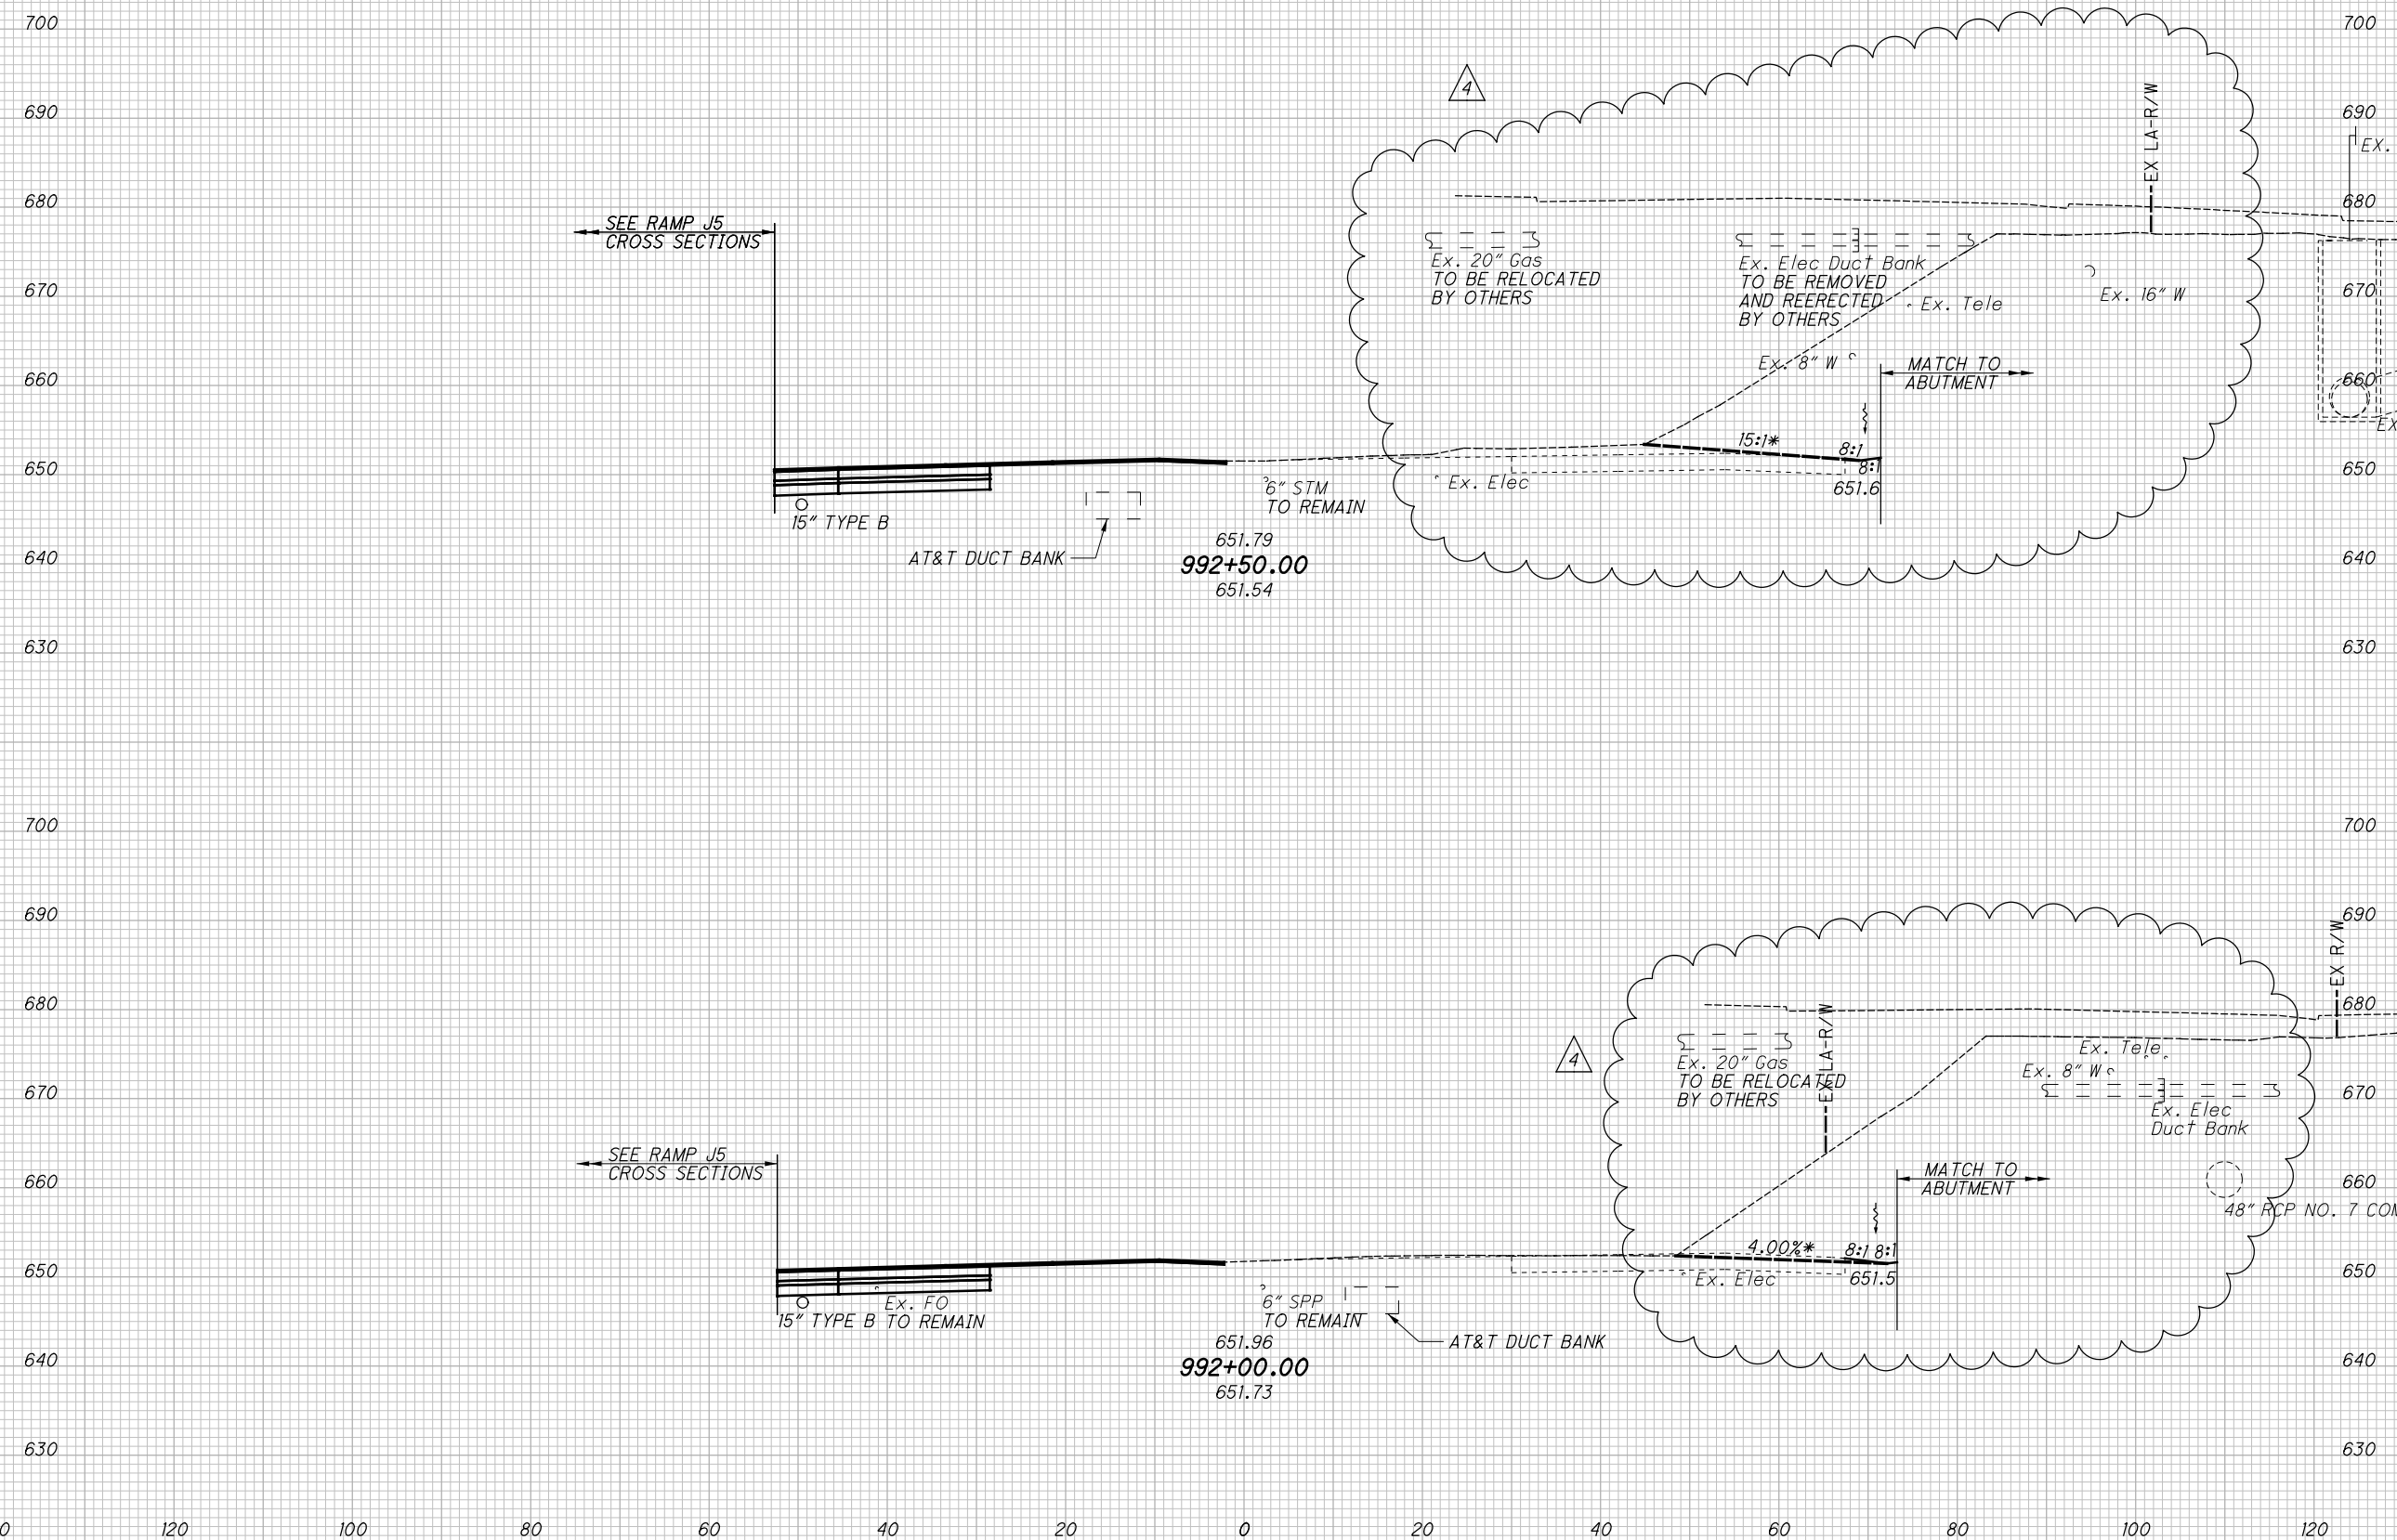 700
700
4
690
690
EX LA-R/W
EX.
680
680
SEE RAMP J5
CROSS SECTIONS
Ex. 20" Gas
TO BE RELOCATED
BY OTHERS
Ex. Elec Duct Bank
TO BE REMOVED
AND REERECTED
BY OTHERS
Ex. Tele
Ex. 16" W
670
670
Ex. 8" W
MATCH TO
ABUTMENT
660
660
EX
15:1*
8:1
8:1
651.6
650
650
Ex. Elec
6" STM
TO REMAIN
15" TYPE B
AT&T DUCT BANK
640
640
651.79
992+50.00
651.54
630
630
700
700
4
690
690
EX R/W
680
680
EX LA-R/W
Ex. 20" Gas
TO BE RELOCATED
BY OTHERS
Ex. Tele
Ex. 8" W
Ex. Elec
Duct Bank
670
670
SEE RAMP J5
CROSS SECTIONS
MATCH TO
ABUTMENT
660
660
48" RCP NO. 7 CON
4.00%*
8:1 8:1
651.5
650
650
Ex. Elec
Ex. FO
TO REMAIN
15" TYPE B
6" SPP
TO REMAIN
AT&T DUCT BANK
640
640
651.96
992+00.00
651.73
630
630
0
120
100
80
60
40
20
0
20
40
60
80
100
120